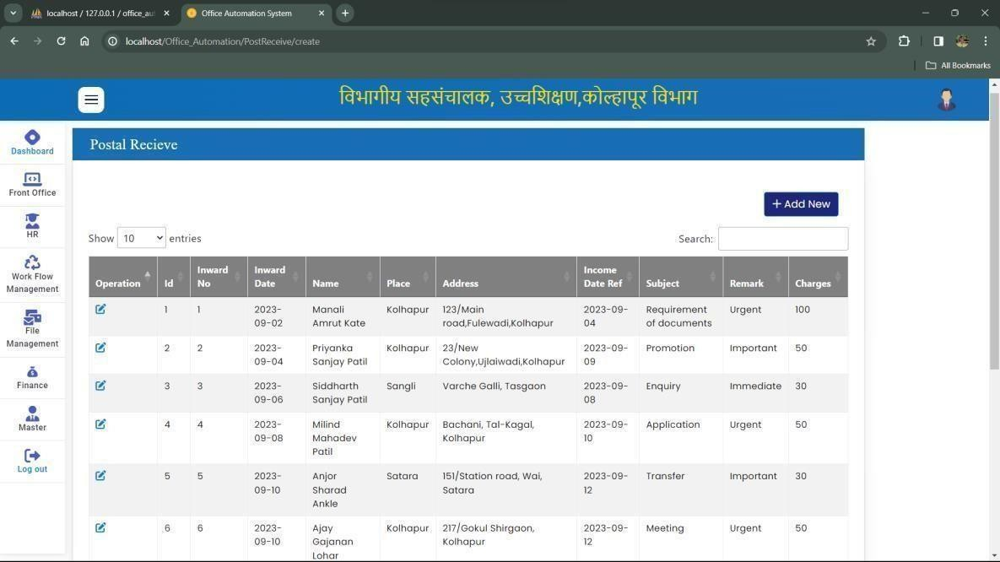 localhost / 127.0.0.1 / office_au
Office Automation System
localhost/Office_Automation/PostReceive/create
All Bookmarks
विभागीय सहसंचालक, उच्चशिक्षण,कोल्हापूर विभाग
Dashboard
Front Office
HR
Work Flow
Management
File
Management
Finance
Master
Log out
Postal Recieve
+ Add New
Show 10 entries
Search:
Operation Id Inward No Inward Date Name Place Address Income Date Ref Subject Remark Charges
1 1 2023-09-02 Manali Amrut Kate Kolhapur 123/Main road,Fulewadi,Kolhapur 2023-09-04 Requirement of documents Urgent 100
2 2 2023-09-04 Priyanka Sanjay Patil Kolhapur 23/New Colony,Ujlaiwadi,Kolhapur 2023-09-09 Promotion Important 50
3 3 2023-09-06 Siddharth Sanjay Patil Sangli Varche Galli, Tasgaon 2023-09-08 Enquiry Immediate 30
4 4 2023-09-08 Milind Mahadev Patil Kolhapur Bachani, Tal-Kagal, Kolhapur 2023-09-10 Application Urgent 50
5 5 2023-09-10 Anjor Sharad Ankle Satara 151/Station road, Wai, Satara 2023-09-12 Transfer Important 30
6 6 2023-09-10 Ajay Gajanan Lohar Kolhapur 217/Gokul Shirgaon, Kolhapur 2023-09-12 Meeting Urgent 50